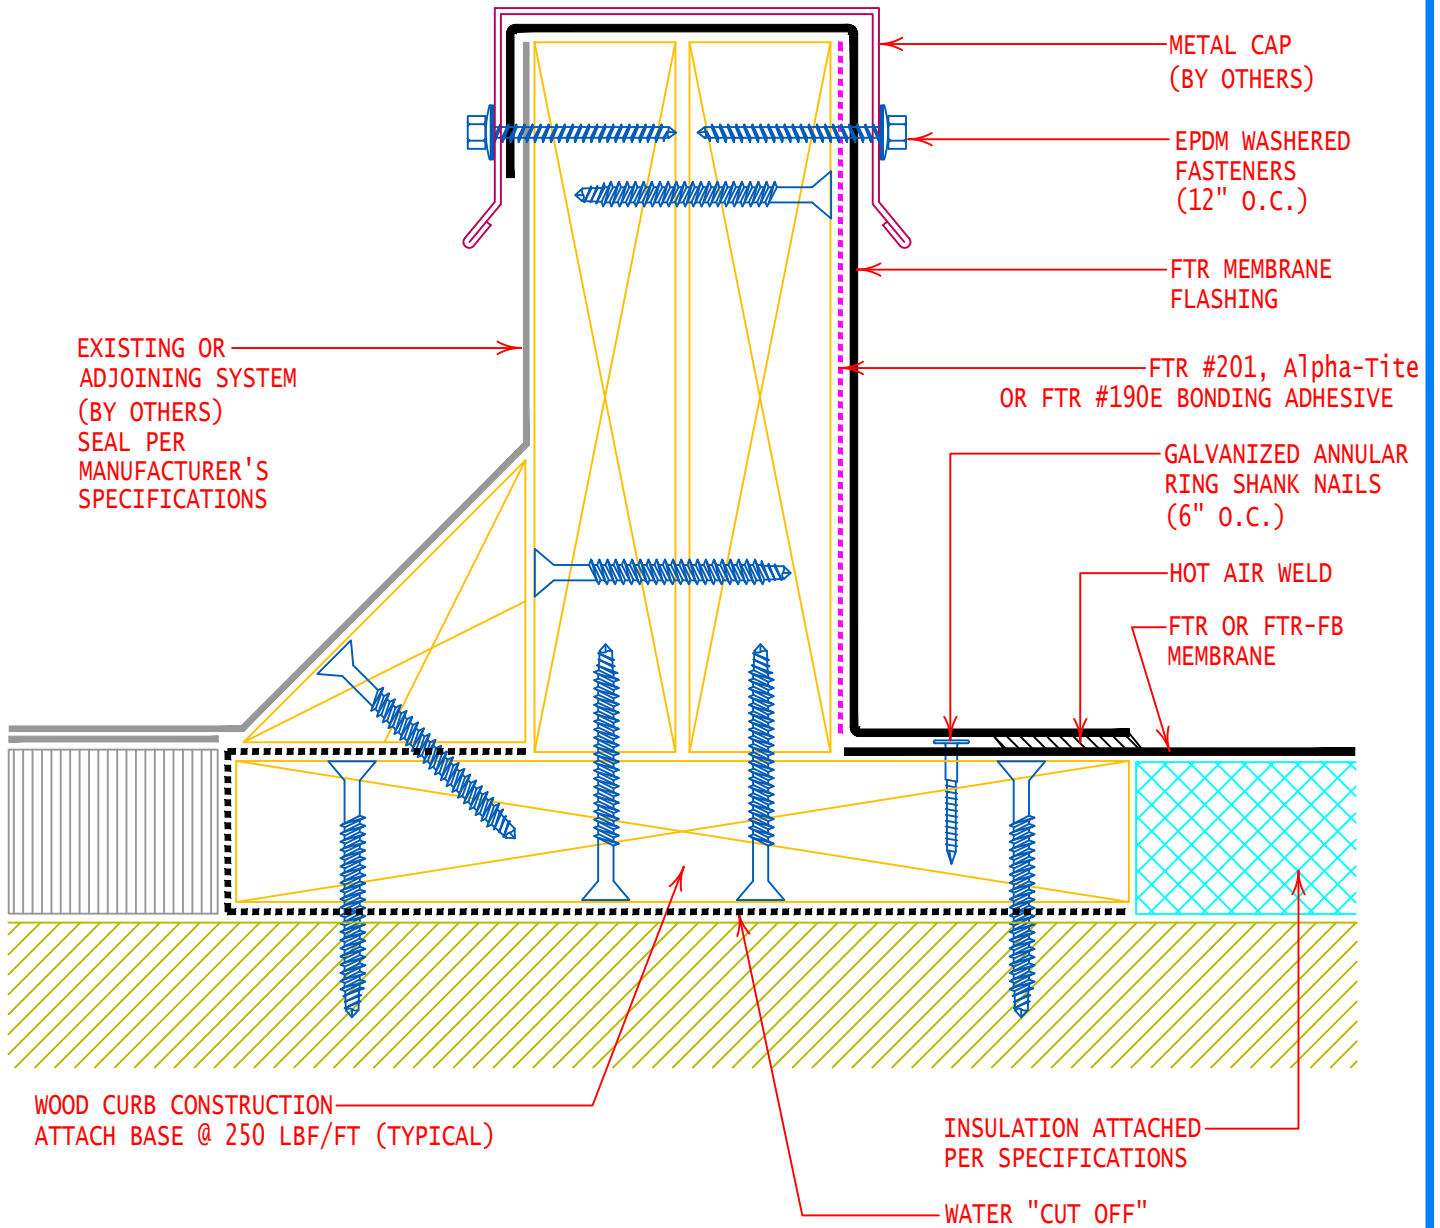 METAL CAP
(BY OTHERS)
EPDM WASHERED
FASTENERS
(12" O.C.)
FTR MEMBRANE
FLASHING
EXISTING OR
ADJOINING SYSTEM
(BY OTHERS)
SEAL PER
MANUFACTURER'S
SPECIFICATIONS
FTR #201, Alpha-Tite
OR FTR #190E BONDING ADHESIVE
GALVANIZED ANNULAR
RING SHANK NAILS
(6" O.C.)
HOT AIR WELD
FTR OR FTR-FB
MEMBRANE
WOOD CURB CONSTRUCTION
ATTACH BASE @ 250 LBF/FT (TYPICAL)
INSULATION ATTACHED
PER SPECIFICATIONS
WATER "CUT OFF"